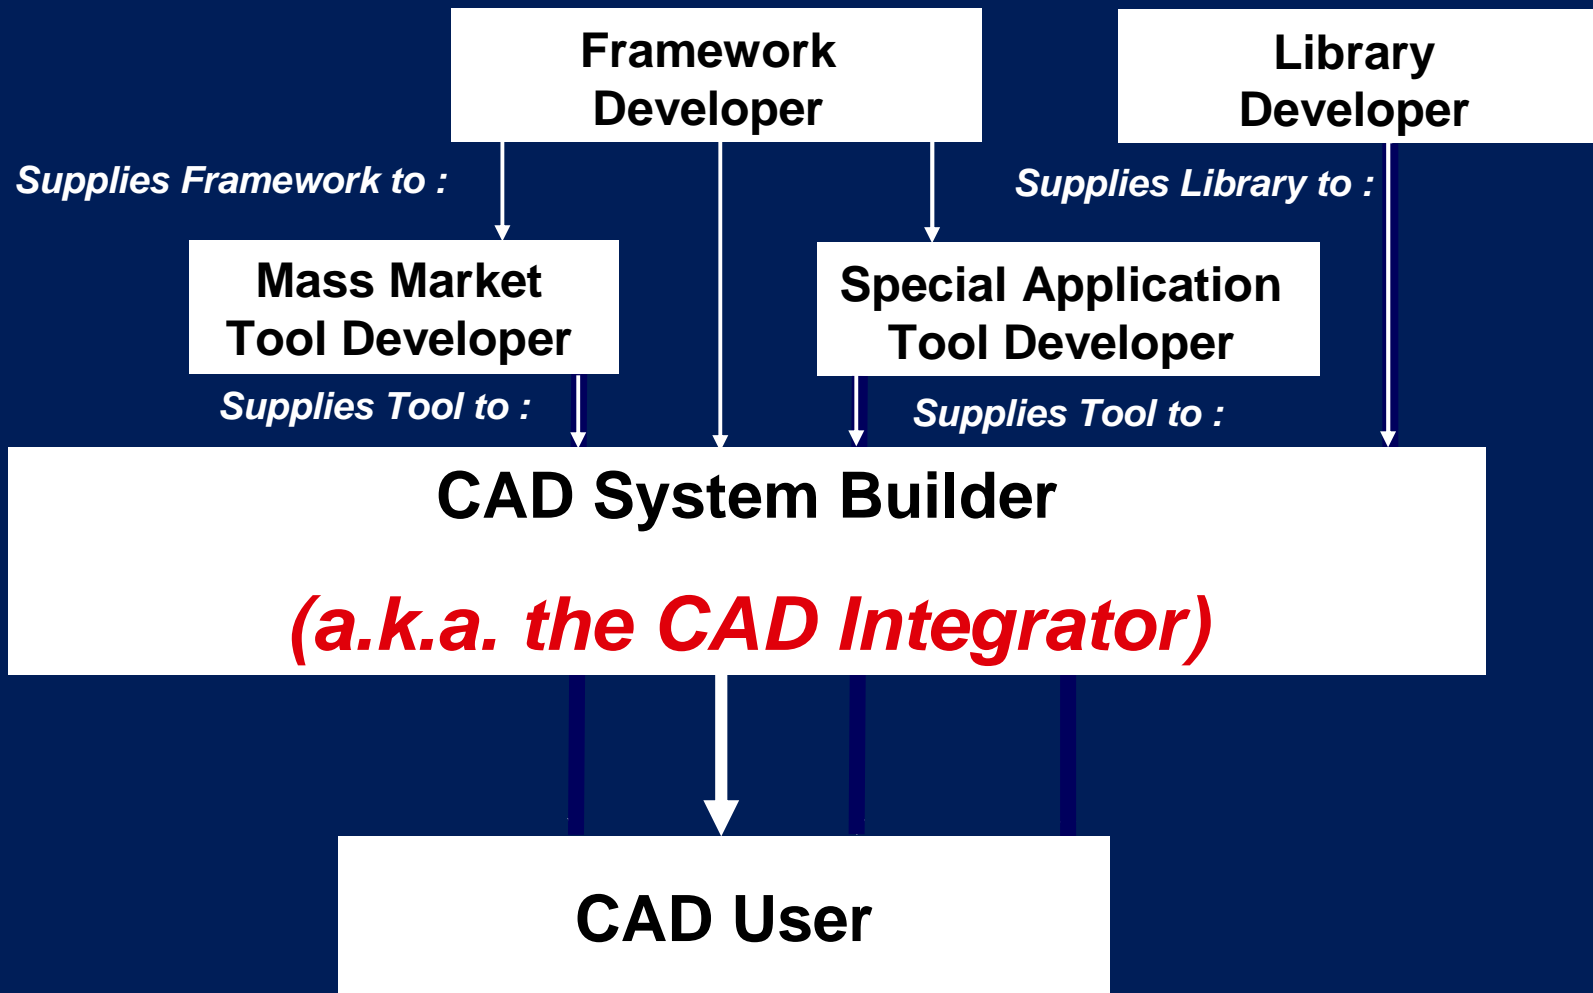 Framework
Developer
Library
Developer
Supplies Framework to :
Supplies Library to :
Mass Market
Tool Developer
Special Application
Tool Developer
Supplies Tool to :
Supplies Tool to :
CAD System Builder
(a.k.a. the CAD Integrator)
CAD User